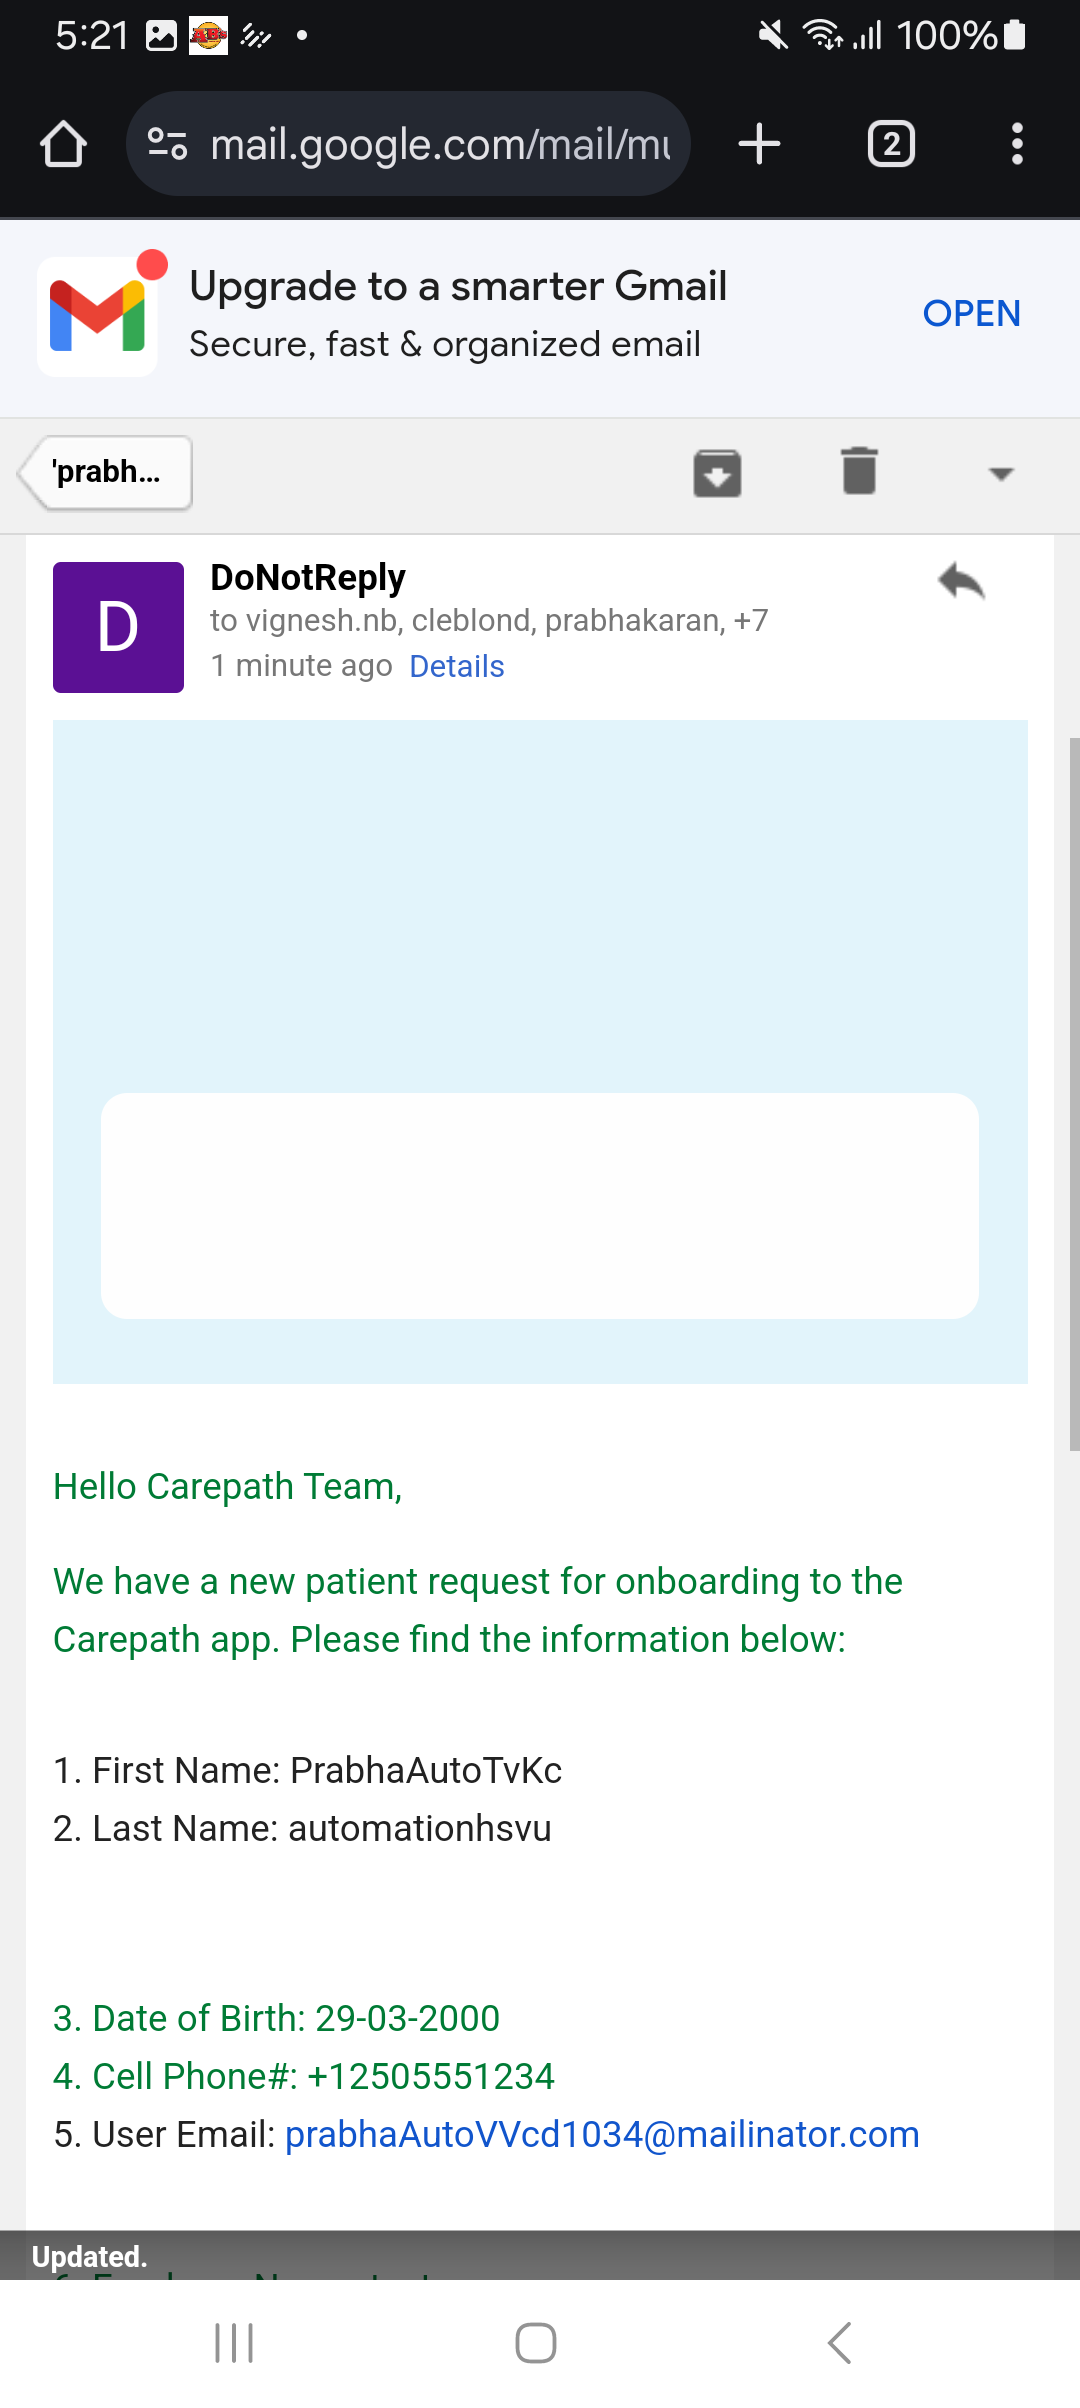 5:21
100%
mail.google.com/mail/mu
2
Upgrade to a smarter Gmail
Secure, fast & organized email
OPEN
'prabh...
D
DoNotReply
to vignesh.nb, cleblond, prabhakaran, +7
1 minute ago Details
Hello Carepath Team,
We have a new patient request for onboarding to the
Carepath app. Please find the information below:
1. First Name: PrabhaAutoTvKc
2. Last Name: automationhsvu
3. Date of Birth: 29-03-2000
4. Cell Phone#: +12505551234
5. User Email: prabhaAutoVVcd1034@mailinator.com
Updated.